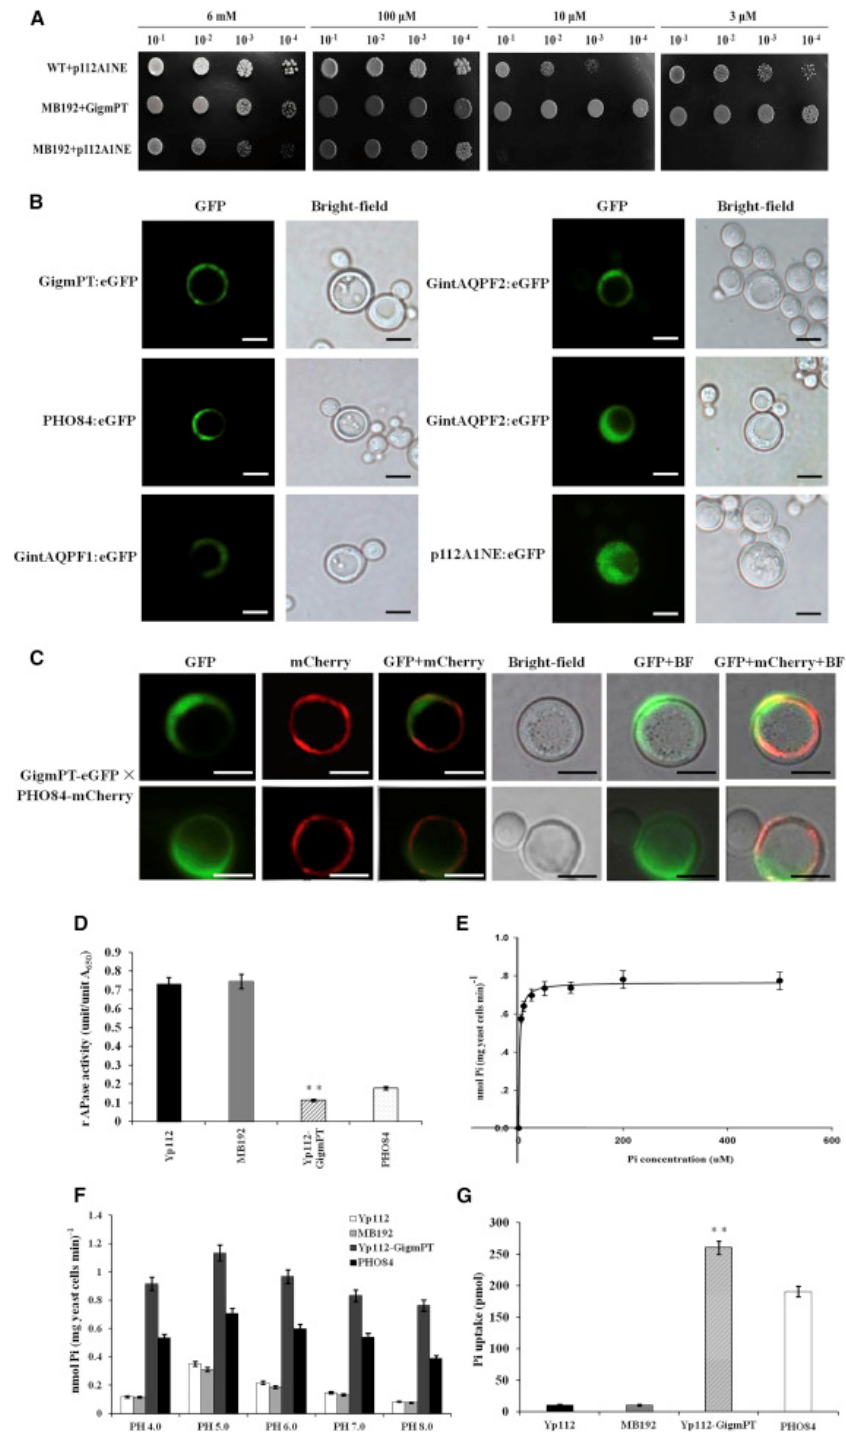 A
6 mM 100 µM 10 µM 3 µM
10-1 10-2 10-3 10-4 10-1 10-2 10-3 10-4 10-1 10-2 10-3 10-4 10-1 10-2 10-3 10-4
WT+p112A1NE
MB192+GigmPT
MB192+p112A1NE
B
GFP Bright-field GFP Bright-field
GigmPT:eGFP GintAQPF2:eGFP
PHO84:eGFP GintAQPF2:eGFP
GintAQPF1:eGFP p112A1NE:eGFP
C
GFP mCherry GFP+mCherry Bright-field GFP+BF GFP+mCherry+BF
GigmPT-eGFP ×
PHO84-mCherry
D
r APase activity (unit/unit A650)
0.9
0.8
0.7
0.6
0.5
0.4
0.3
0.2
0.1
0
**
Yp112
MB192
Yp112-
GigmPT
PHO84
E
nmol Pi (mg yeast cells min)-1
1.0
.8
.6
.4
.2
0.0
0 200 400 600
Pi concentration (uM)
F
nmol Pi (mg yeast cells min)-1
1.4
1.2
1
0.8
0.6
0.4
0.2
0
Yp112
MB192
Yp112-GigmPT
PHO84
PH 4.0 PH 5.0 PH 6.0 PH 7.0 PH 8.0
G
Pi uptake (pmol)
300
250
200
150
100
50
0
**
Yp112 MB192 Yp112-GigmPT PHO84